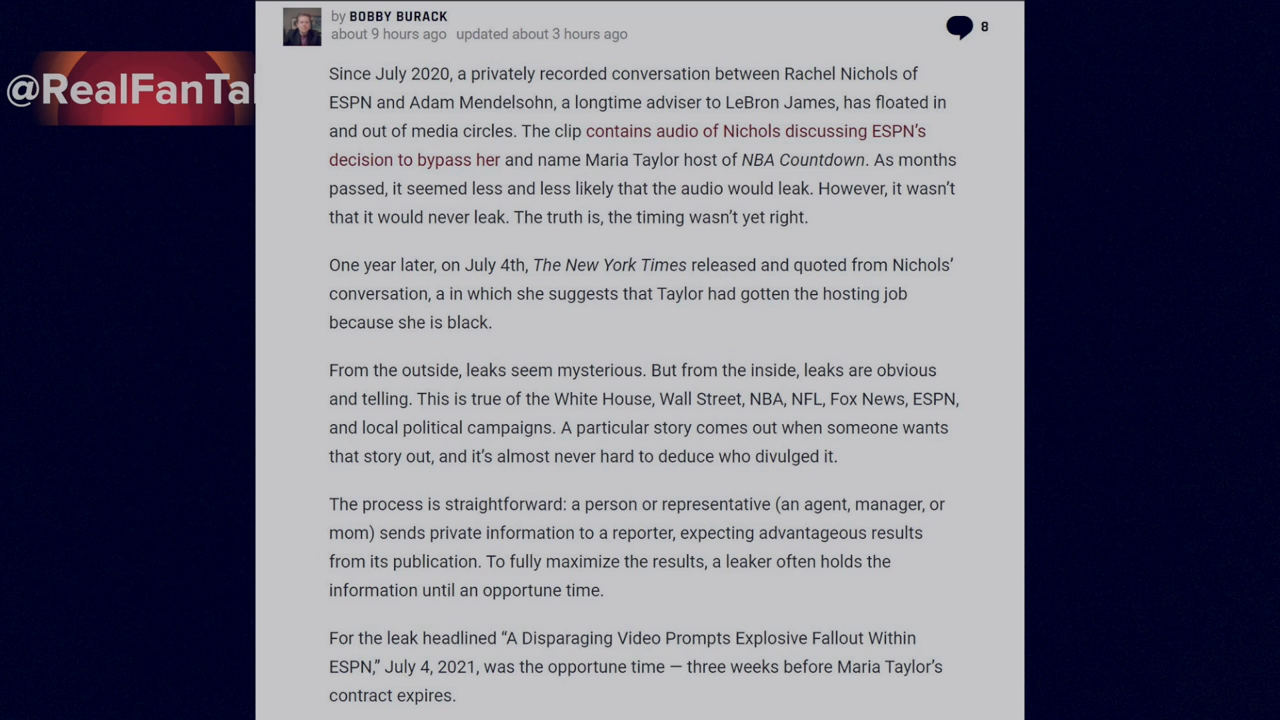 by BOBBY BURACK
about 9 hours ago updated about 3 hours ago
8
@RealFanTal
Since July 2020, a privately recorded conversation between Rachel Nichols of
ESPN and Adam Mendelsohn, a longtime adviser to LeBron James, has floated in
and out of media circles. The clip contains audio of Nichols discussing ESPN’s
decision to bypass her and name Maria Taylor host of NBA Countdown. As months
passed, it seemed less and less likely that the audio would leak. However, it wasn’t
that it would never leak. The truth is, the timing wasn’t yet right.
One year later, on July 4th, The New York Times released and quoted from Nichols’
conversation, a in which she suggests that Taylor had gotten the hosting job
because she is black.
From the outside, leaks seem mysterious. But from the inside, leaks are obvious
and telling. This is true of the White House, Wall Street, NBA, NFL, Fox News, ESPN,
and local political campaigns. A particular story comes out when someone wants
that story out, and it’s almost never hard to deduce who divulged it.
The process is straightforward: a person or representative (an agent, manager, or
mom) sends private information to a reporter, expecting advantageous results
from its publication. To fully maximize the results, a leaker often holds the
information until an opportune time.
For the leak headlined “A Disparaging Video Prompts Explosive Fallout Within
ESPN,” July 4, 2021, was the opportune time — three weeks before Maria Taylor’s
contract expires.